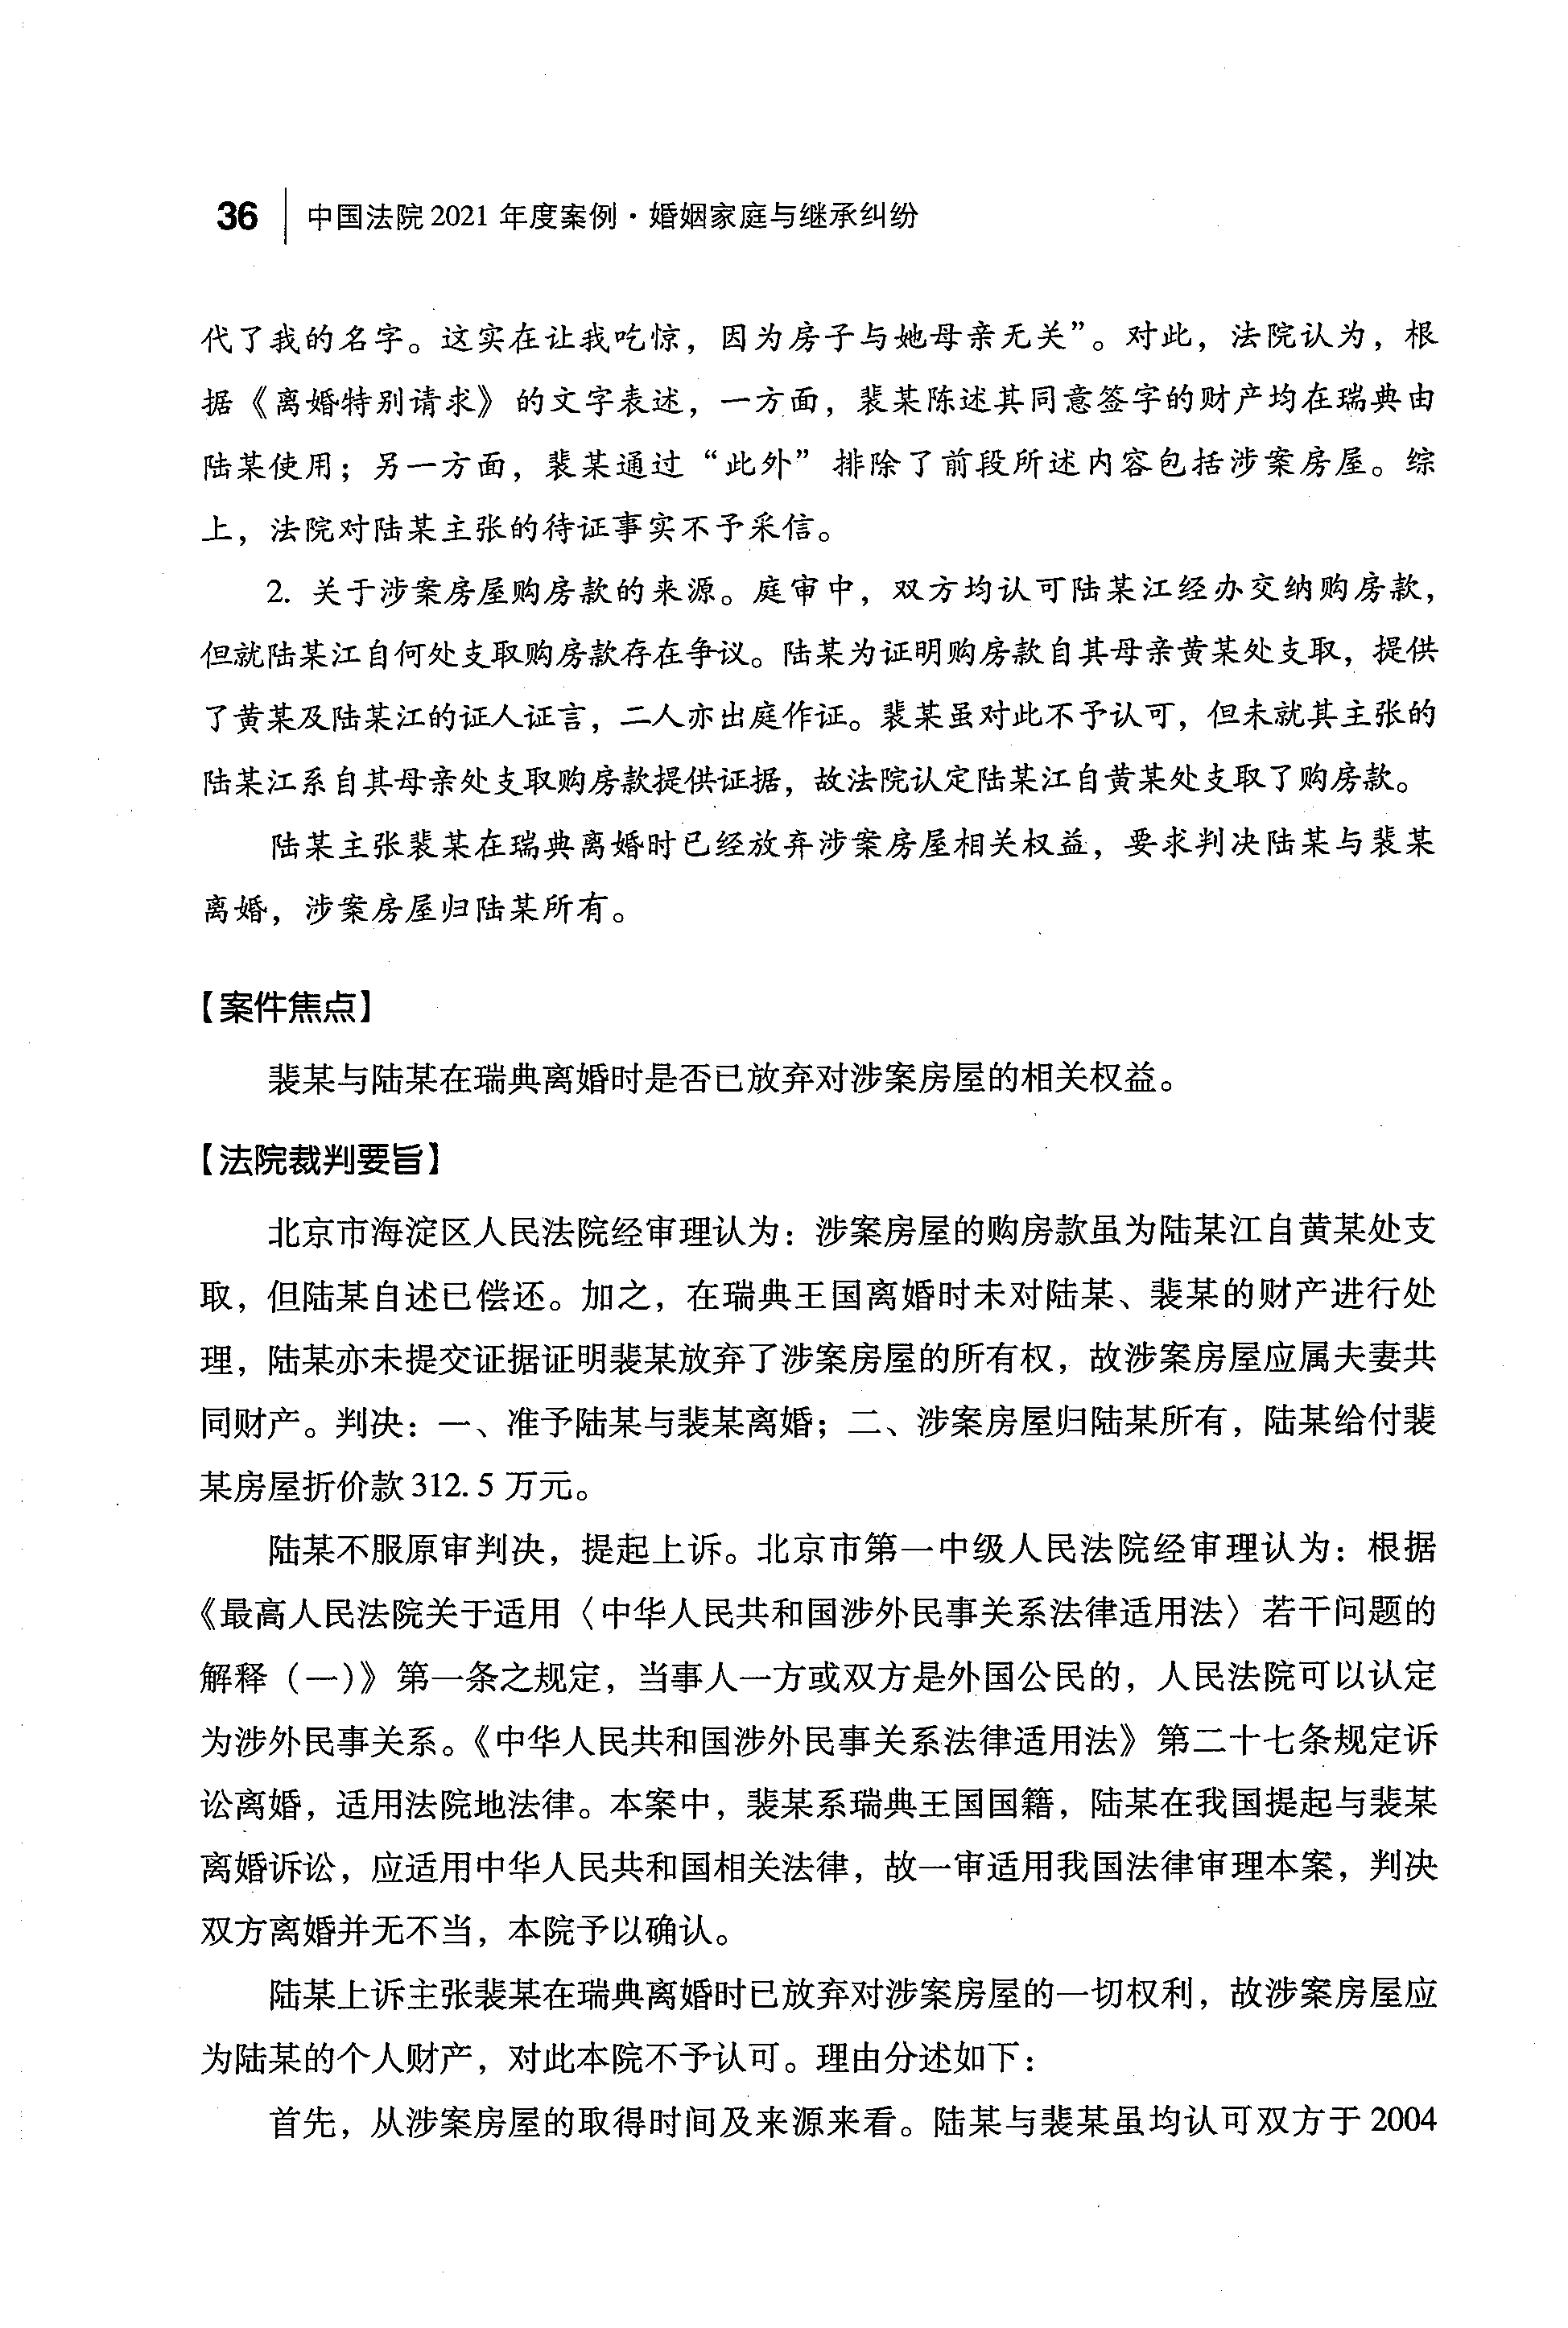 36 | 中国法院2021年度案例·婚姻家庭与继承纠纷
代了我的名字。这实在让我吃惊，因为房子与她母亲无关”。对此，法院认为，根
据《离婚特别请求》的文字表述，一方面，裴某陈述其同意签字的财产均在瑞典由
陆某使用；另一方面，裴某通过“此外”排除了前段所述内容包括涉案房屋。综
上，法院对陆某主张的待证事实不予采信。
2. 关于涉案房屋购房款的来源。庭审中，双方均认可陆某江经办交纳购房款，
但就陆某江自何处支取购房款存在争议。陆某为证明购房款自其母亲黄某处支取，提供
了黄某及陆某江的证人证言，二人亦出庭作证。裴某虽对此不予认可，但未就其主张的
陆某江系自其母亲处支取购房款提供证据，故法院认定陆某江自黄某处支取了购房款。
陆某主张裴某在瑞典离婚时已经放弃涉案房屋相关权益，要求判决陆某与裴某
离婚，涉案房屋归陆某所有。
【案件焦点】
裴某与陆某在瑞典离婚时是否已放弃对涉案房屋的相关权益。
【法院裁判要旨】
北京市海淀区人民法院经审理认为：涉案房屋的购房款虽为陆某江自黄某处支
取，但陆某自述已偿还。加之，在瑞典王国离婚时未对陆某、裴某的财产进行处
理，陆某亦未提交证据证明裴某放弃了涉案房屋的所有权，故涉案房屋应属夫妻共
同财产。判决：一、准予陆某与裴某离婚；二、涉案房屋归陆某所有，陆某给付裴
某房屋折价款312.5万元。
陆某不服原审判决，提起上诉。北京市第一中级人民法院经审理认为：根据
《最高人民法院关于适用〈中华人民共和国涉外民事关系法律适用法〉若干问题的
解释（一）》第一条之规定，当事人一方或双方是外国公民的，人民法院可以认定
为涉外民事关系。《中华人民共和国涉外民事关系法律适用法》第二十七条规定诉
讼离婚，适用法院地法律。本案中，裴某系瑞典王国国籍，陆某在我国提起与裴某
离婚诉讼，应适用中华人民共和国相关法律，故一审适用我国法律审理本案，判决
双方离婚并无不当，本院予以确认。
陆某上诉主张裴某在瑞典离婚时已放弃对涉案房屋的一切权利，故涉案房屋应
为陆某的个人财产，对此本院不予认可。理由分述如下：
首先，从涉案房屋的取得时间及来源来看。陆某与裴某虽均认可双方于2004